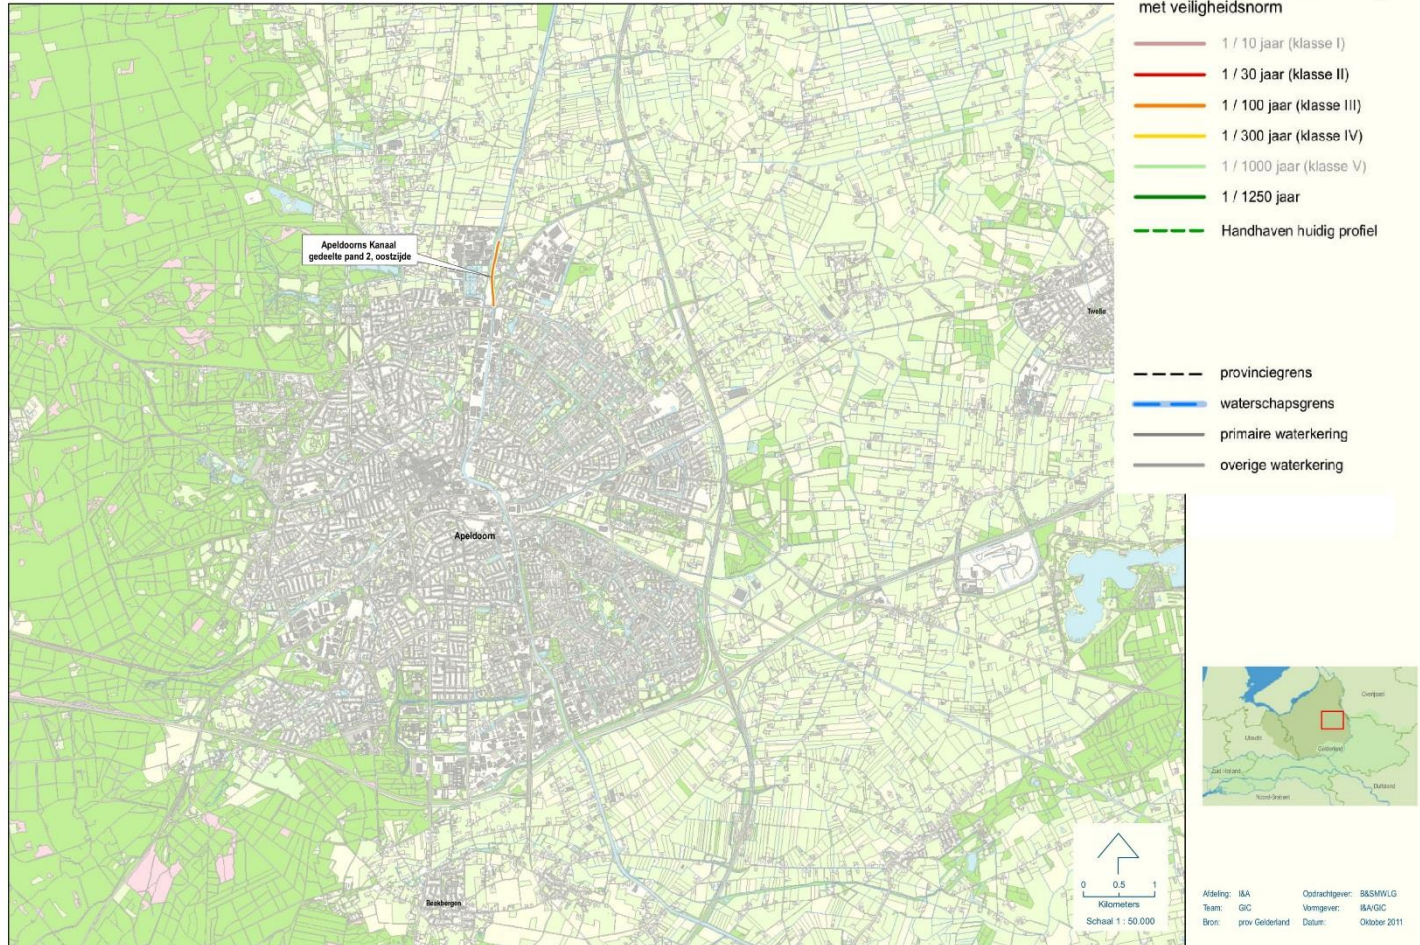 met veiligheidsnorm
1 / 10 jaar (klasse I)
1 / 30 jaar (klasse II)
1 / 100 jaar (klasse III)
1 / 300 jaar (klasse IV)
1 / 1000 jaar (klasse V)
1 / 1250 jaar
Handhaven huidig profiel
provinciegrens
waterschapsgrens
primaire waterkering
overige waterkering
Apeldoorns Kanaal
gedeelte pand 2, oostzijde
Twello
Apeldoorn
Beekbergen
0 0.5 1
Kilometers
Schaal 1 : 50.000
Overijssel
Utrecht
Gelderland
Zuid-Holland
Duitsland
Noord-Brabant
Afdeling: I&A Opdrachtgever: B&SMWLG
Team: GIC Vormgever: I&A/GIC
Bron: prov Gelderland Datum: Oktober 2011